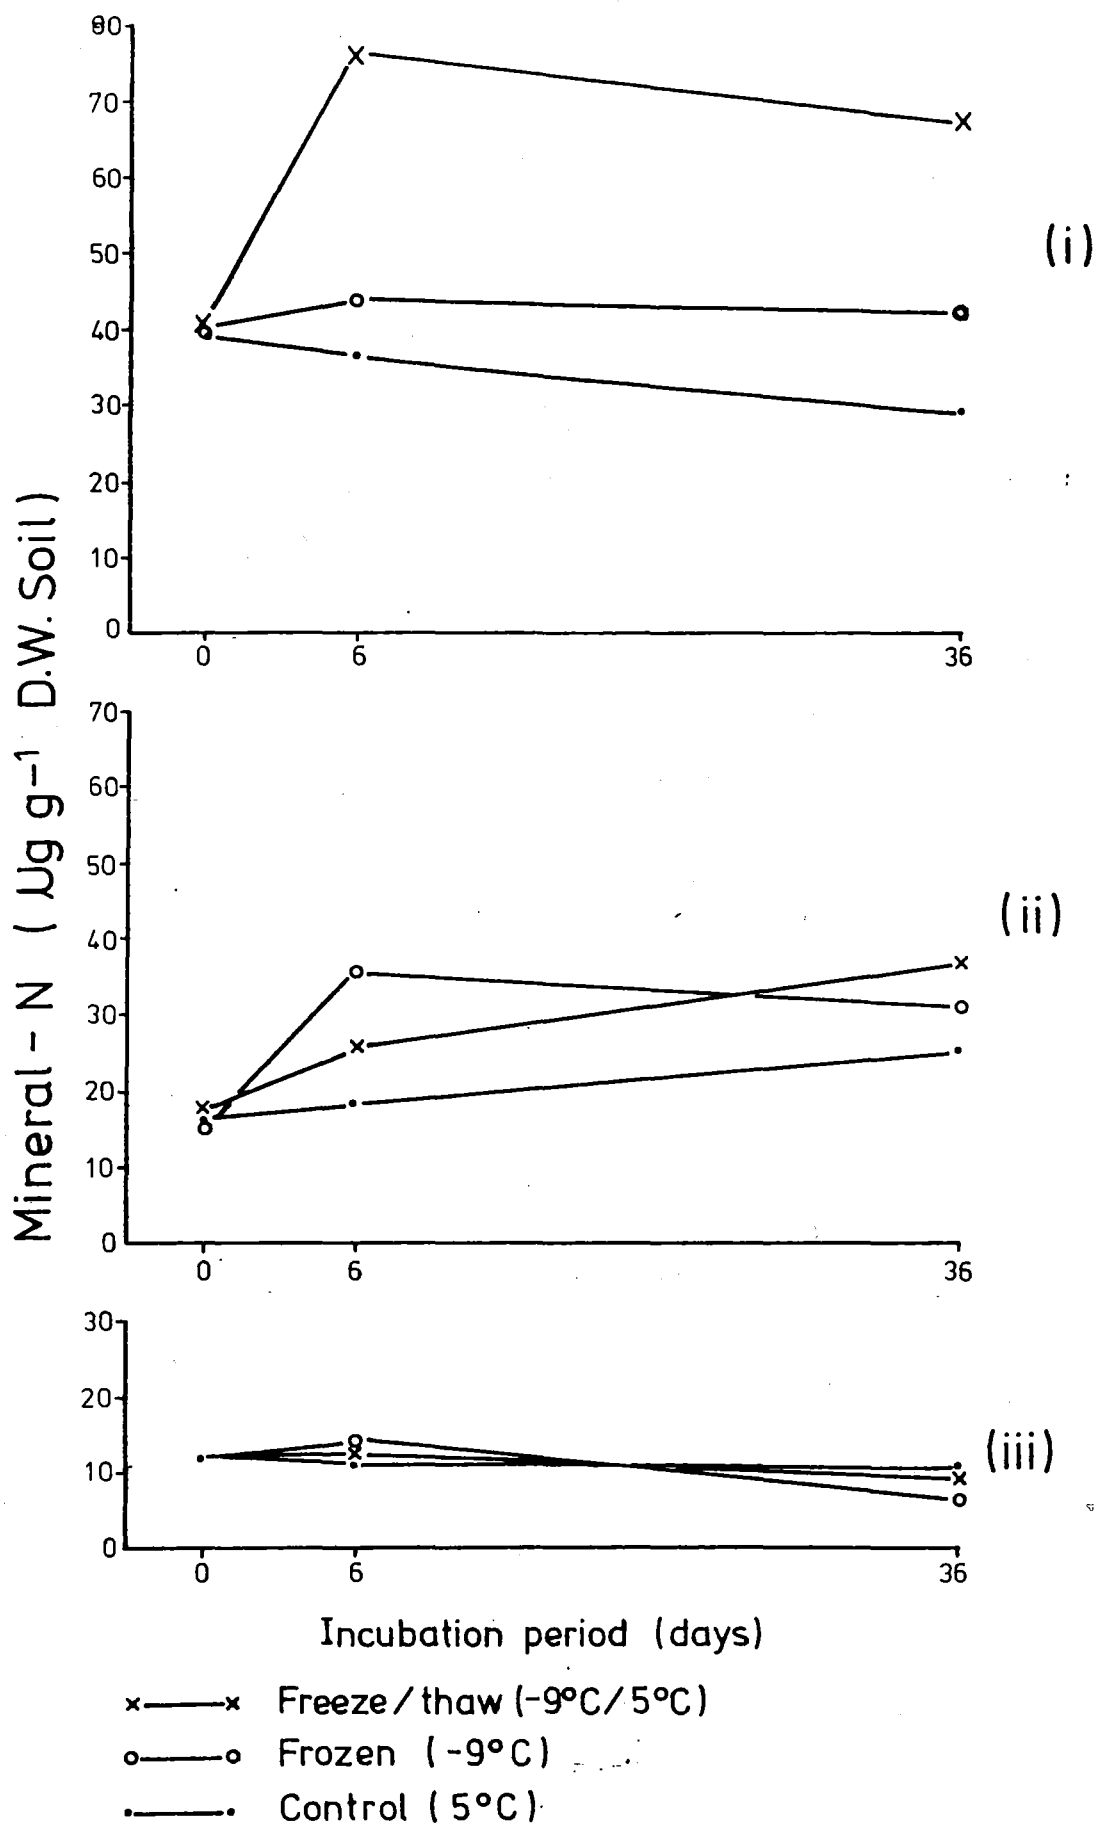 80
70
60
50
(i)
40
30
20
10
0
0 6 36
70
60
50
(ii)
40
30
20
10
0
0 6 36
30
20
(iii)
10
0
0 6 36
Mineral - N ( µg g-1 D.W. Soil)
Incubation period (days)
x x Freeze/thaw (-9°C/5°C)
o o Frozen (-9°C)
Control (5°C)